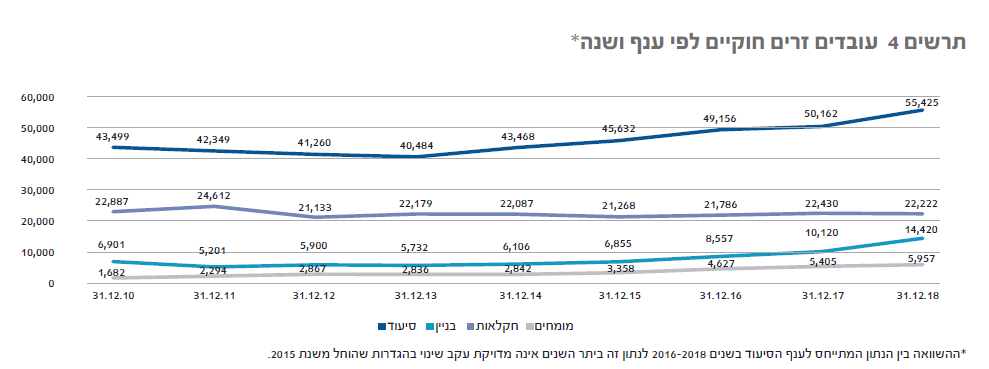 תרשים 4 עובדים זרים חוקיים לפי ענף ושנה*
60,000
50,000
40,000
30,000
20,000
10,000
0
43,499 42,349 41,260 40,484 43,468 45,632 49,156 50,162 55,425
22,887 24,612 21,133 22,179 22,087 21,268 21,786 22,430 22,222
6,901 5,201 5,900 5,732 6,106 6,855 8,557 10,120 14,420
1,682 2,294 2,867 2,836 2,842 3,358 4,627 5,405 5,957
31.12.10 31.12.11 31.12.12 31.12.13 31.12.14 31.12.15 31.12.16 31.12.17 31.12.18
מומחים חקלאות בניין סיעוד
*ההשוואה בין הנתון המתייחס לענף הסיעוד בשנים 2016-2018 לנתון זה ביתר השנים אינה מדויקת עקב שינוי בהגדרות שהוחל משנת 2015.